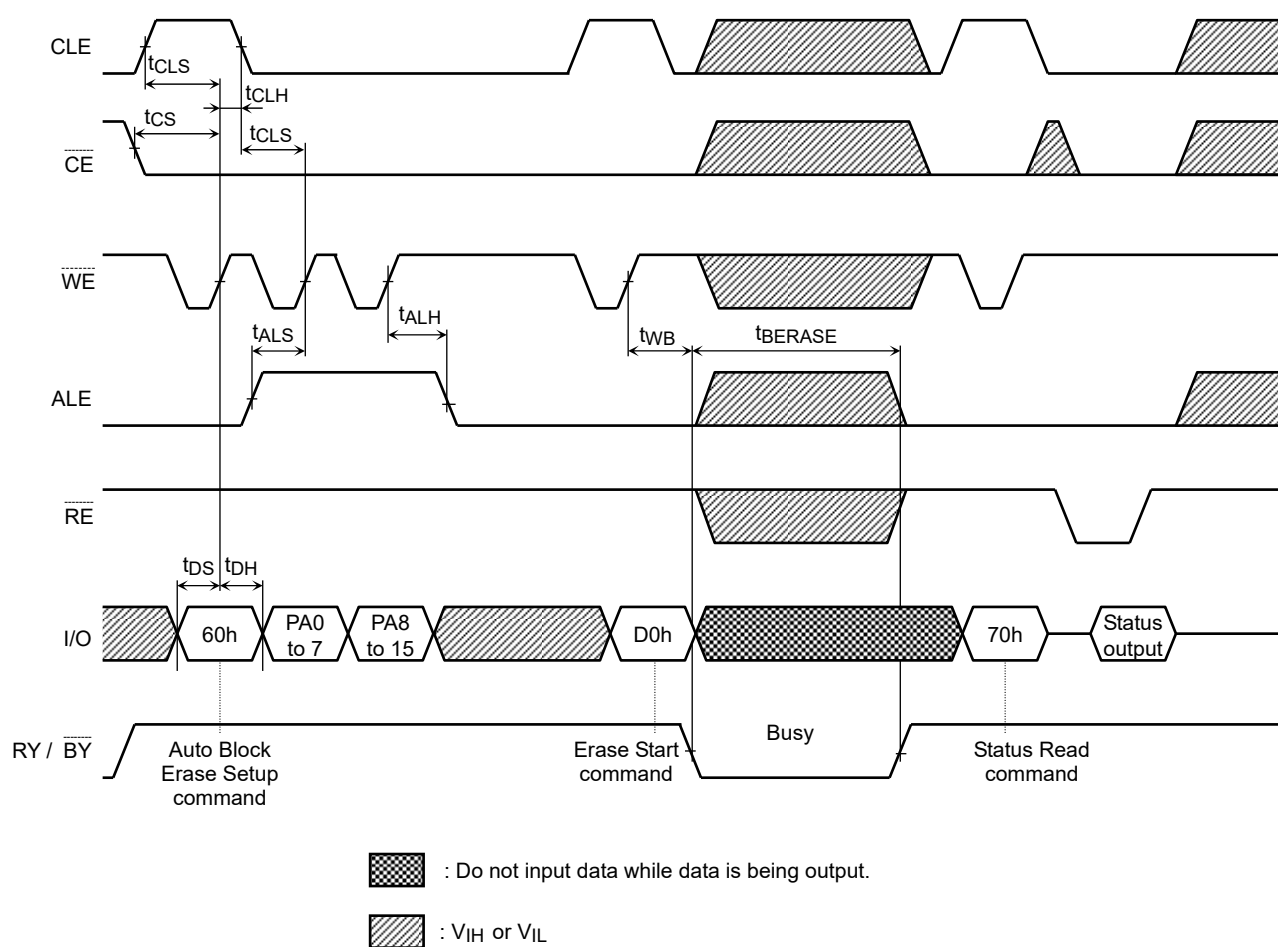 CLE
tCLS
tCLH
tCS
tCLS
CE
WE
tALS
tALH
tWB
tBERASE
ALE
RE
tDS
tDH
I/O
60h
PA0
to 7
PA8
to 15
D0h
70h
Status
output
RY / BY
Auto Block
Erase Setup
command
Erase Start
command
Busy
Status Read
command
: Do not input data while data is being output.
: VIH or VIL